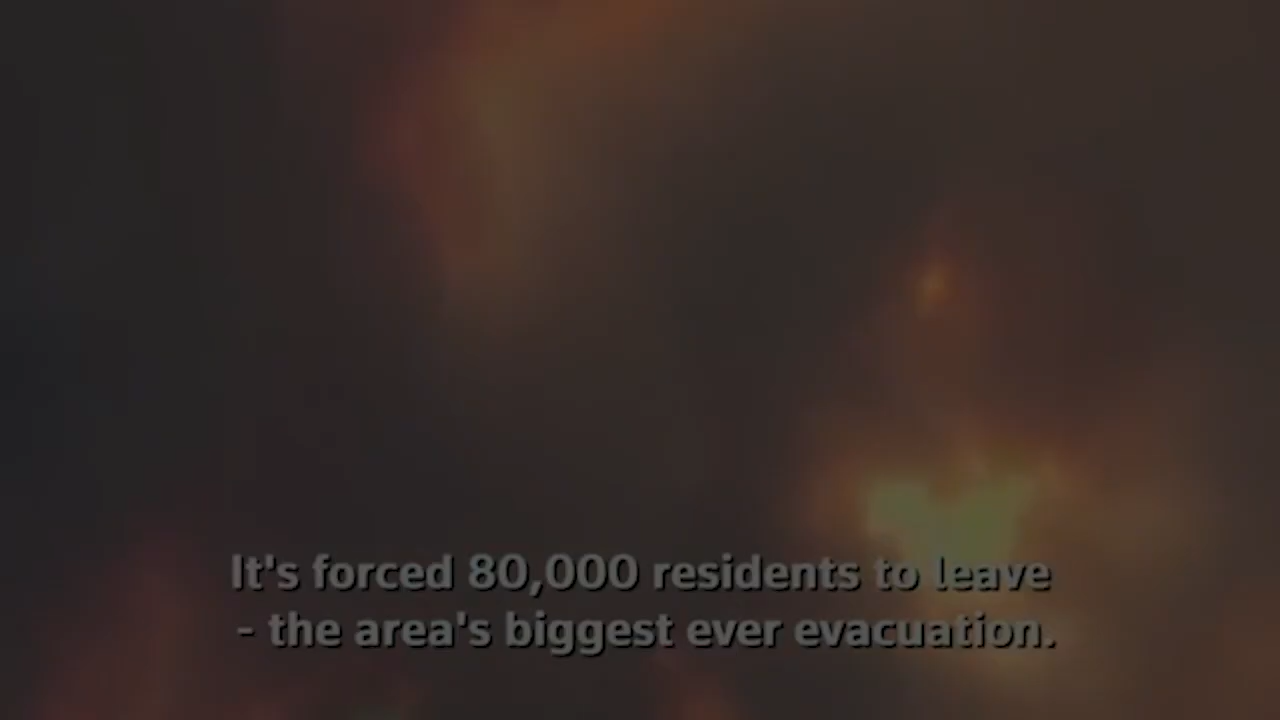 It's forced 80,000 residents to leave
- the area's biggest ever evacuation.